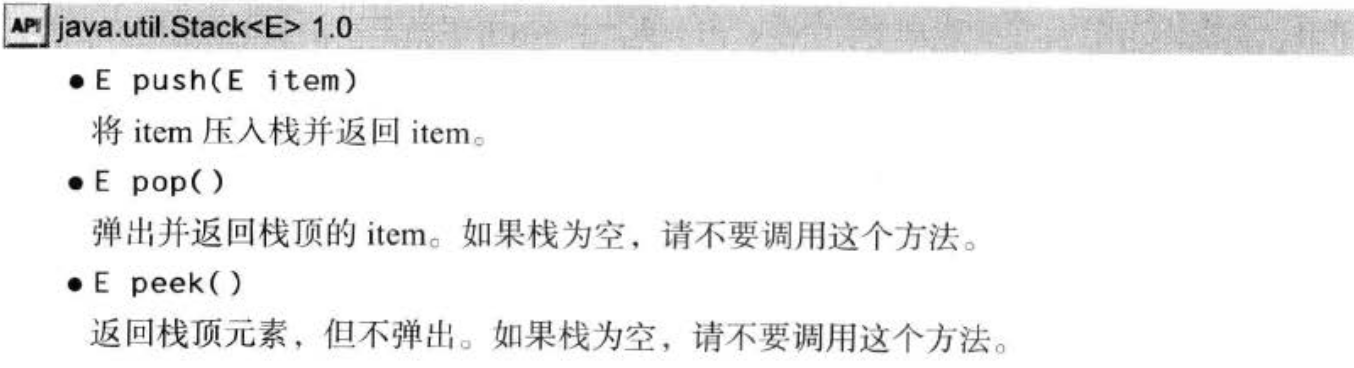 API java.util.Stack<E> 1.0
● E push(E item)
将 item 压入栈并返回 item。
● E pop()
弹出并返回栈顶的 item。如果栈为空，请不要调用这个方法。
● E peek()
返回栈顶元素，但不弹出。如果栈为空，请不要调用这个方法。